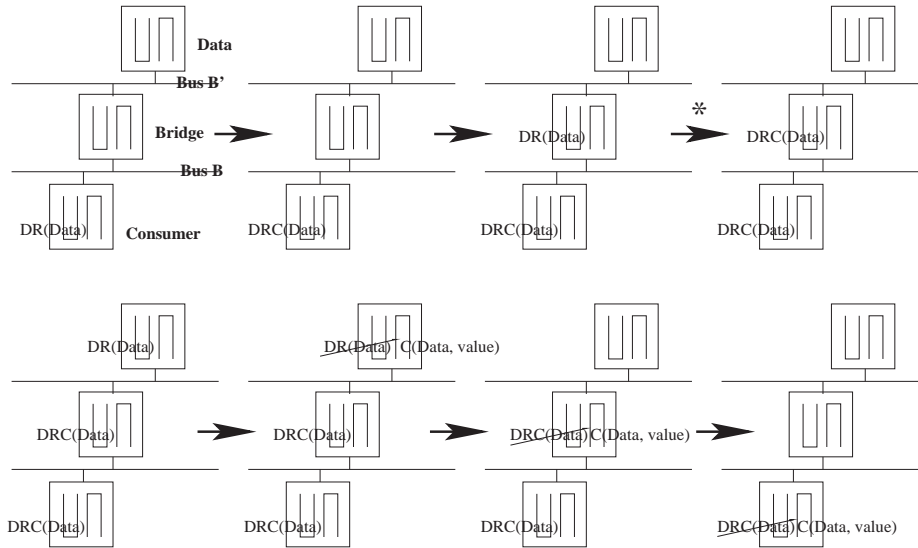 Data
Bus B'
Bridge
*
DR(Data)
DRC(Data)
Bus B
DR(Data)
Consumer
DRC(Data)
DRC(Data)
DRC(Data)
DR(Data)
DR(Data) C(Data, value)
DRC(Data)
DRC(Data)
DRC(Data) C(Data, value)
DRC(Data)
DRC(Data)
DRC(Data)
DRC(Data) C(Data, value)